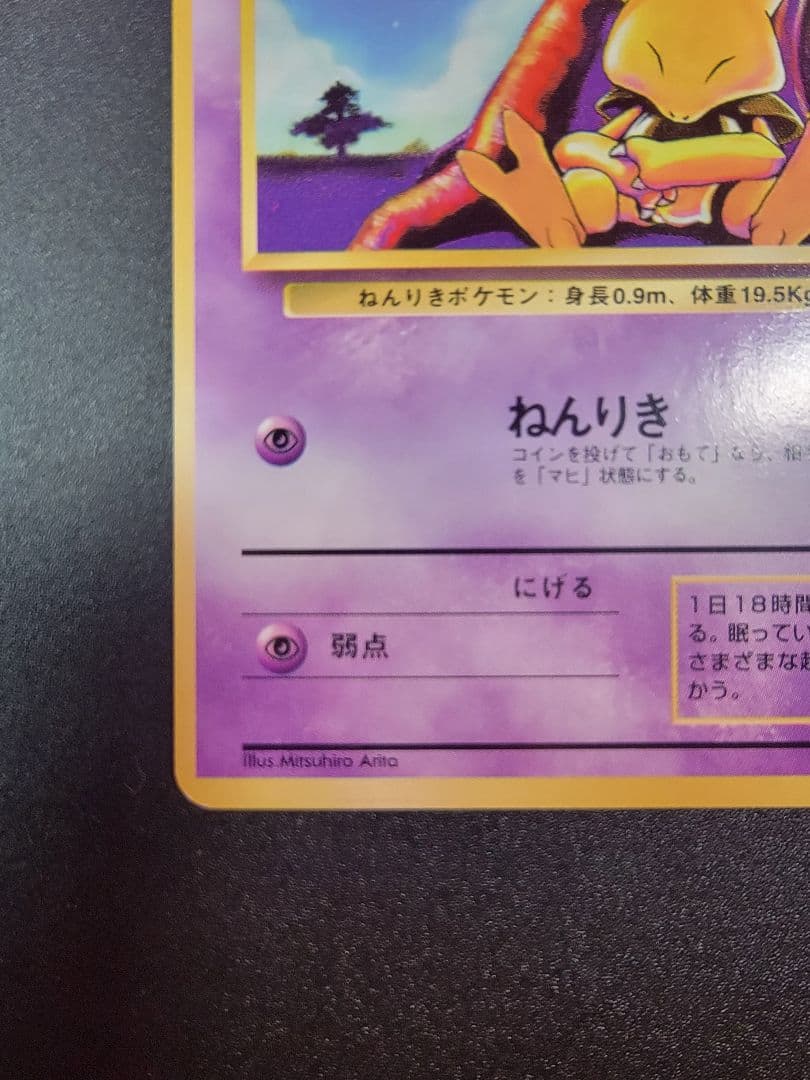 ねんりきポケモン：身長0.9m、体重19.5Kg
ねんりき
コインを投げて「おもて」なら、相
を「マヒ」状態にする。
にげる
弱点
1日18時間
る。眠ってい
さまざまな超
かう。
Illus.Mitsuhiro Arita